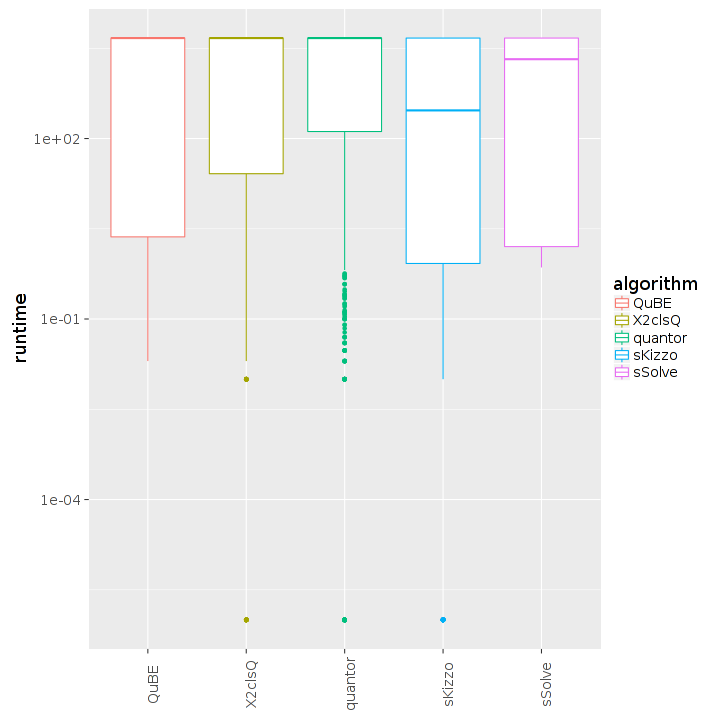 runtime
1e+02
1e-01
1e-04
QuBE
X2clsQ
quantor
sKizzo
sSolve
algorithm
QuBE
X2clsQ
quantor
sKizzo
sSolve